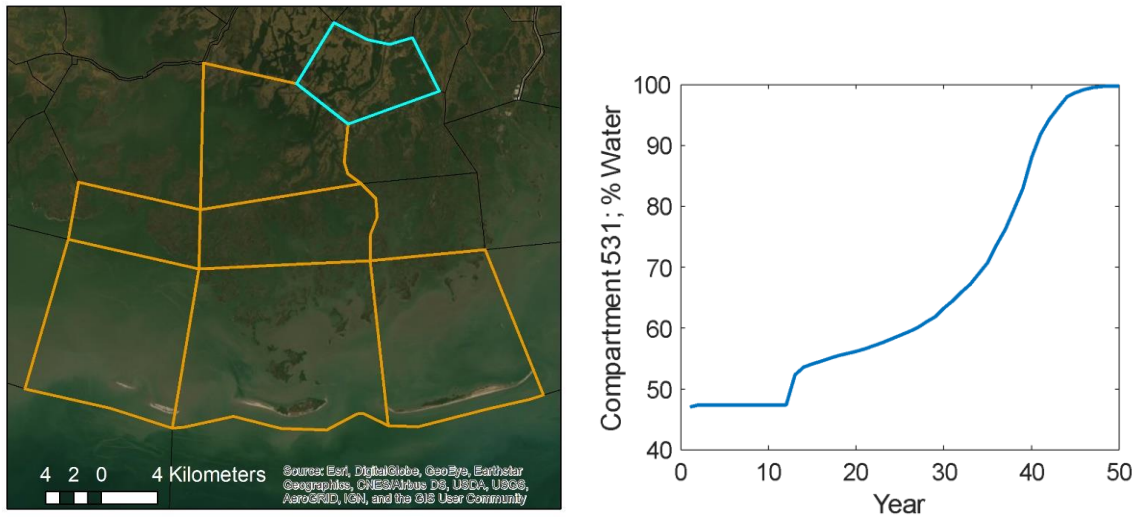 4 2 0 4 Kilometers
Source: Esri, DigitalGlobe, GeoEye, Earthstar
Geographics, CNES/Airbus DS, USDA, USGS,
AeroGRID, IGN, and the GIS User Community
Compartment 531; % Water
100
90
80
70
60
50
40
0 10 20 30 40 50
Year